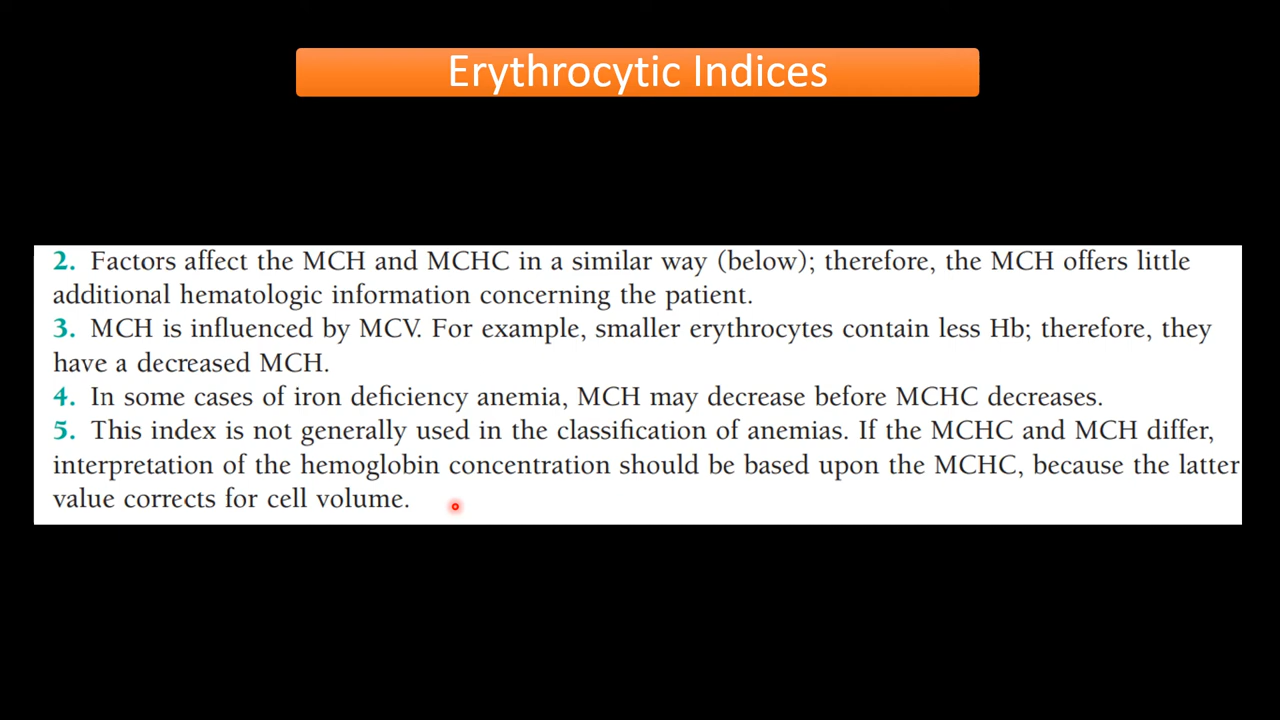 Erythrocytic Indices
2. Factors affect the MCH and MCHC in a similar way (below); therefore, the MCH offers little
additional hematologic information concerning the patient.
3. MCH is influenced by MCV. For example, smaller erythrocytes contain less Hb; therefore, they
have a decreased MCH.
4. In some cases of iron deficiency anemia, MCH may decrease before MCHC decreases.
5. This index is not generally used in the classification of anemias. If the MCHC and MCH differ,
interpretation of the hemoglobin concentration should be based upon the MCHC, because the latter
value corrects for cell volume.